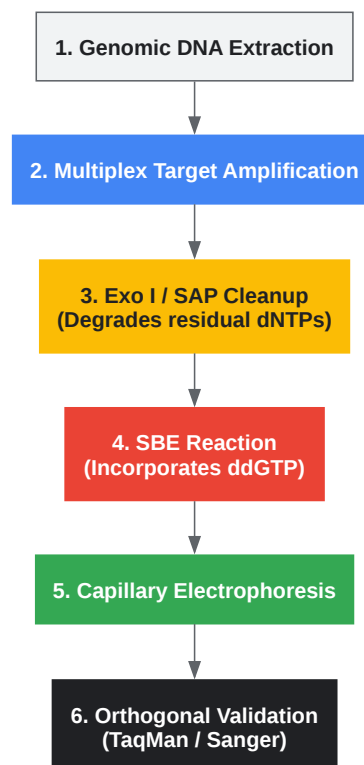 1. Genomic DNA Extraction
2. Multiplex Target Amplification
3. Exo I / SAP Cleanup
(Degrades residual dNTPs)
4. SBE Reaction
(Incorporates ddGTP)
5. Capillary Electrophoresis
6. Orthogonal Validation
(TaqMan / Sanger)